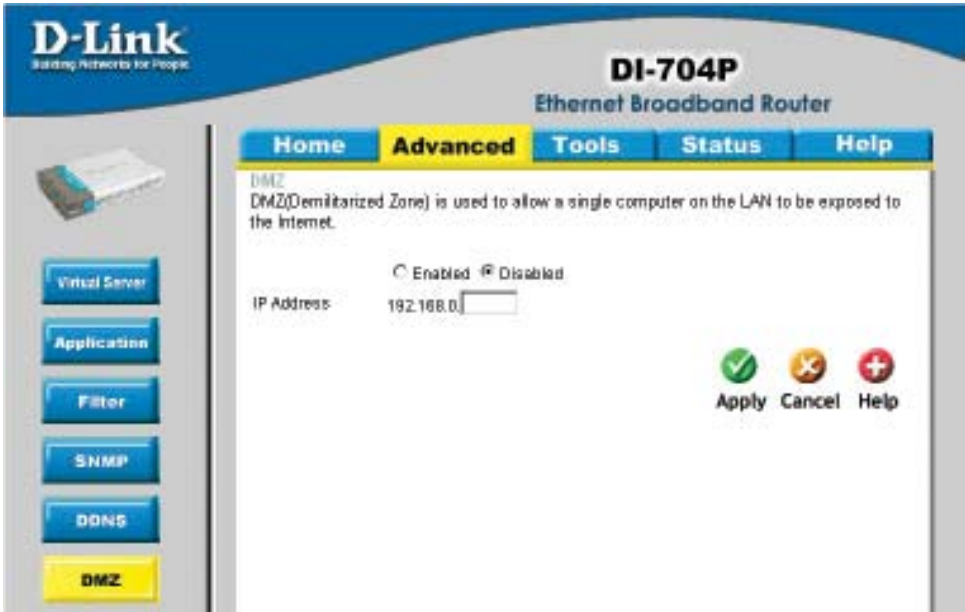 D-Link
Building Networks for People
DI-704P
Ethernet Broadband Router
Home Advanced Tools Status Help
DMZ
DMZ(Demilitarized Zone) is used to allow a single computer on the LAN to be exposed to
the Internet.
Enabled Disabled
IP Address 192.168.0.
Apply Cancel Help
Virtual Server
Application
Filter
SNMP
DDNS
DMZ